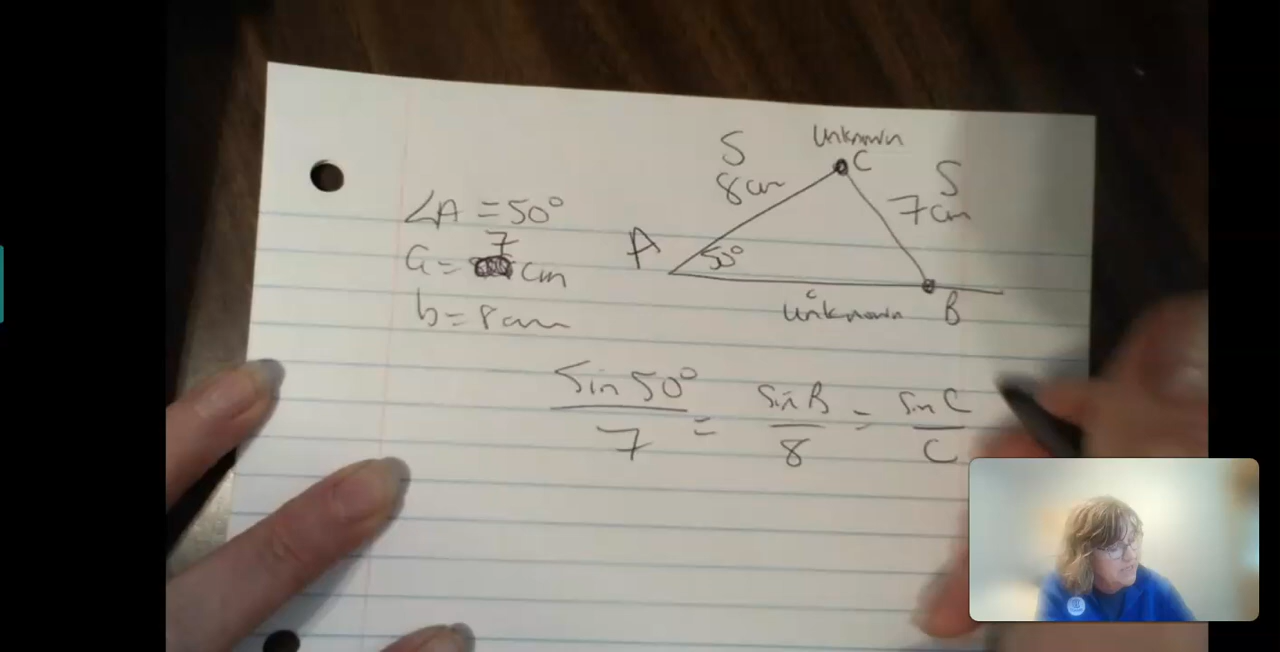 ∠A = 50°
a = 7 cm
b = 8 cm
S
8cm
unknown
C
S
7cm
A
50°
c
unknown
B
Sin 50° / 7 = Sin B / 8 = Sin C / C